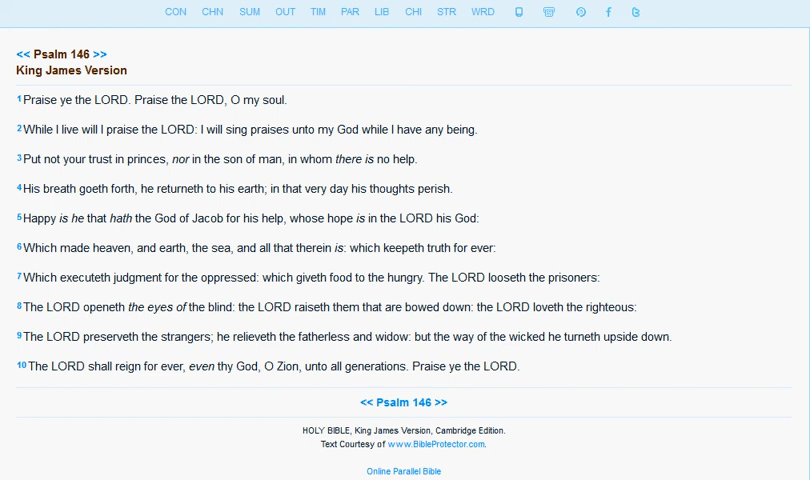 CON CHN SUM OUT TIM PAR LIB CHI STR WRD
<< Psalm 146 >>
King James Version
1 Praise ye the LORD. Praise the LORD, O my soul.
2 While I live will I praise the LORD: I will sing praises unto my God while I have any being.
3 Put not your trust in princes, nor in the son of man, in whom there is no help.
4 His breath goeth forth, he returneth to his earth; in that very day his thoughts perish.
5 Happy is he that hath the God of Jacob for his help, whose hope is in the LORD his God:
6 Which made heaven, and earth, the sea, and all that therein is: which keepeth truth for ever:
7 Which executeth judgment for the oppressed: which giveth food to the hungry. The LORD looseth the prisoners:
8 The LORD openeth the eyes of the blind: the LORD raiseth them that are bowed down: the LORD loveth the righteous:
9 The LORD preserveth the strangers; he relieveth the fatherless and widow: but the way of the wicked he turneth upside down.
10 The LORD shall reign for ever, even thy God, O Zion, unto all generations. Praise ye the LORD.
<< Psalm 146 >>
HOLY BIBLE, King James Version, Cambridge Edition.
Text Courtesy of www.BibleProtector.com.
Online Parallel Bible